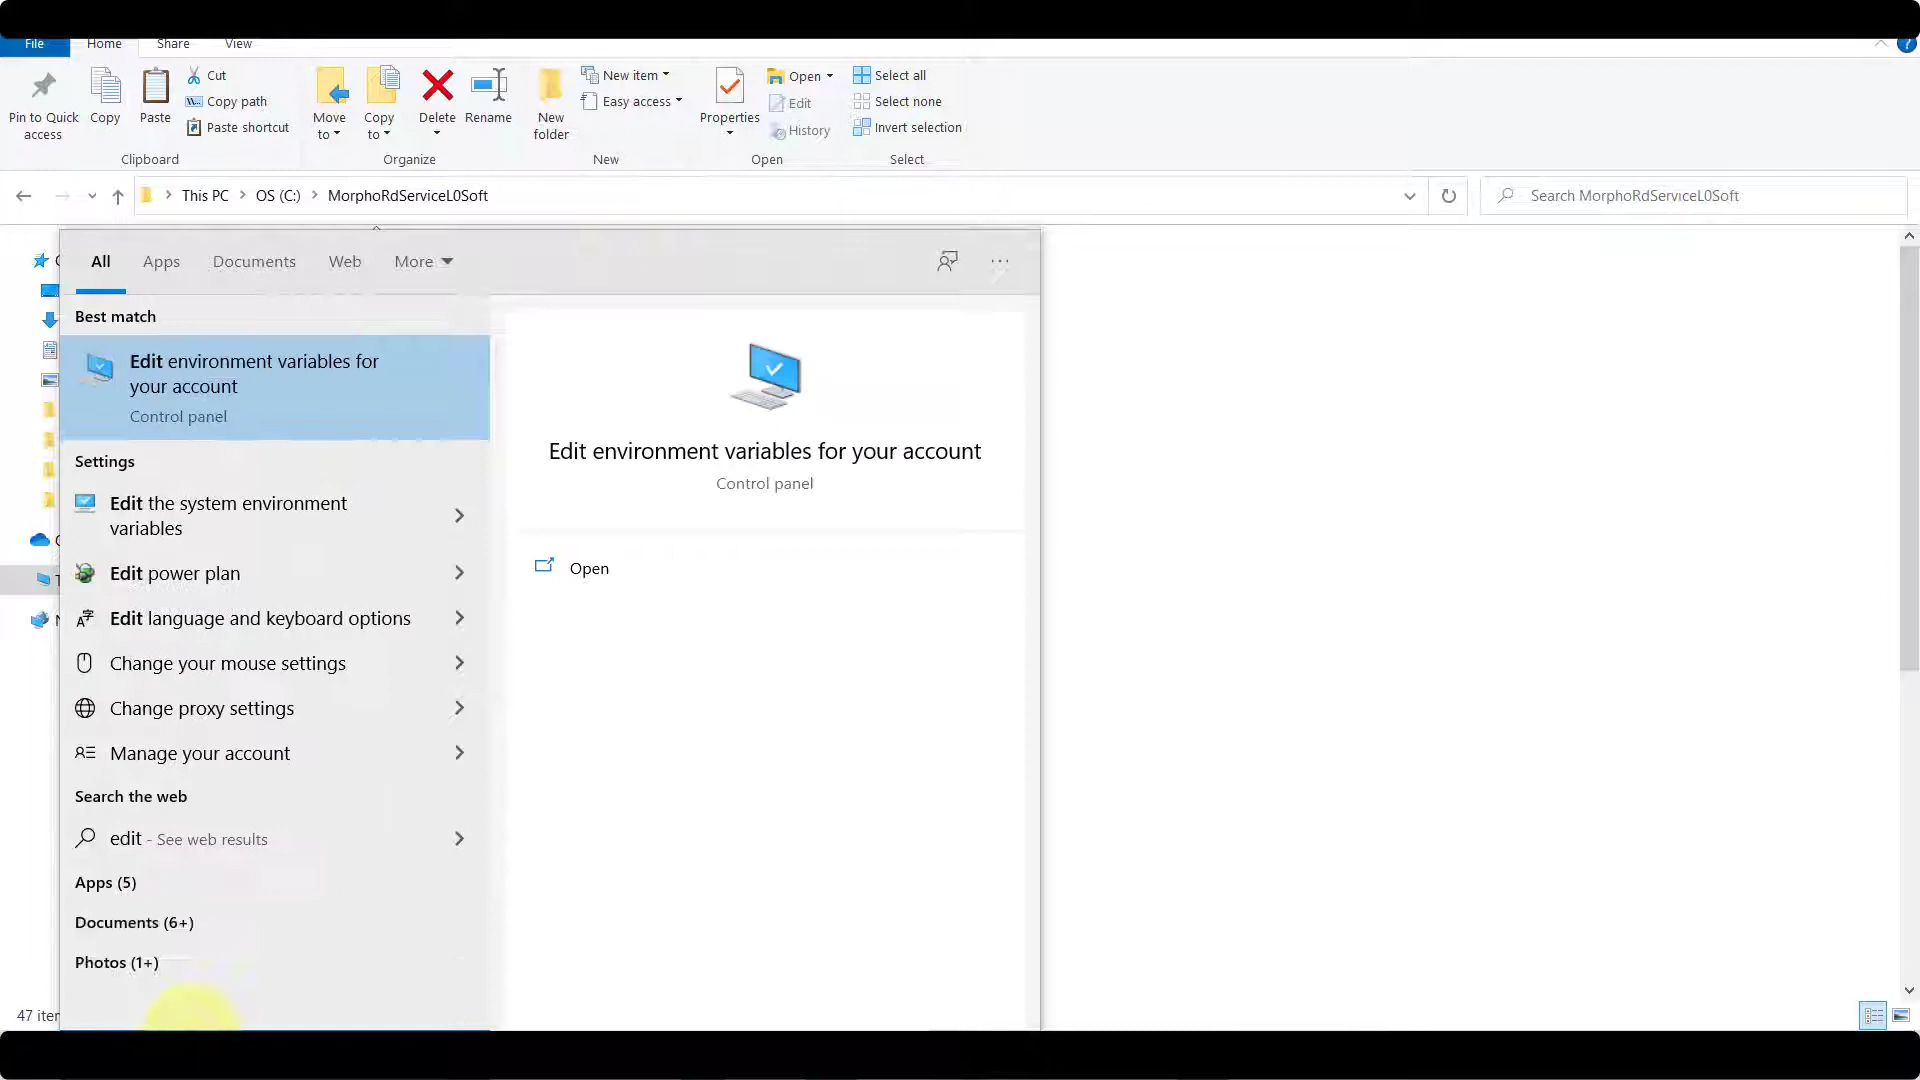 File Home Share View
Pin to Quick access
Copy
Paste
Cut
Copy path
Paste shortcut
Clipboard
Move to
Copy to
Delete
Rename
Organize
New folder
New item
Easy access
New
Properties
Open
Edit
History
Open
Select all
Select none
Invert selection
Select
This PC > OS (C:) > MorphoRdServiceL0Soft
Search MorphoRdServiceL0Soft
All Apps Documents Web More
Best match
Edit environment variables for
your account
Control panel
Settings
Edit the system environment
variables
Edit power plan
Edit language and keyboard options
Change your mouse settings
Change proxy settings
Manage your account
Search the web
edit - See web results
Apps (5)
Documents (6+)
Photos (1+)
Edit environment variables for your account
Control panel
Open
47